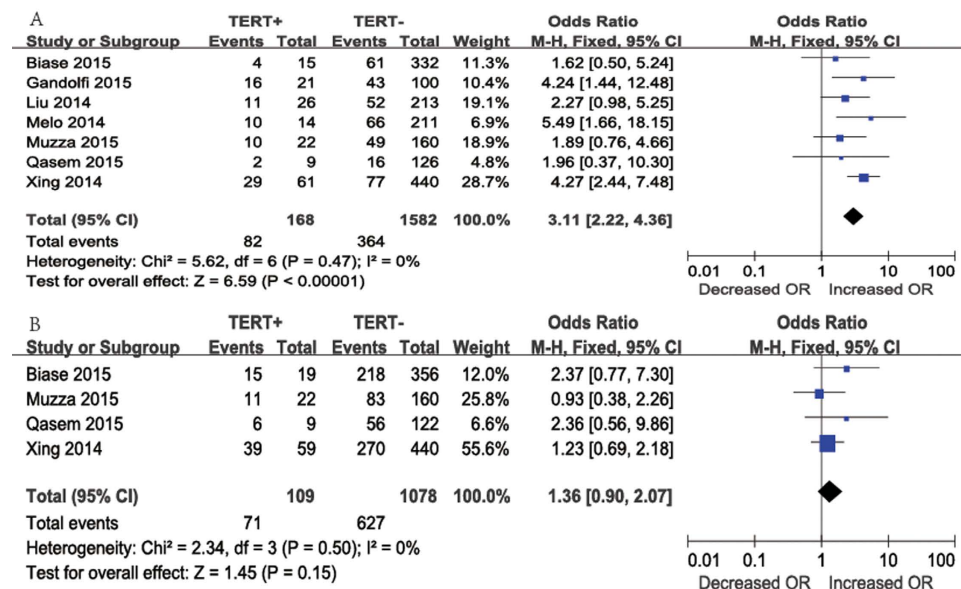 A
TERT+ TERT- Odds Ratio Odds Ratio
Study or Subgroup Events Total Events Total Weight M-H, Fixed, 95% CI M-H, Fixed, 95% CI
Biase 2015 4 15 61 332 11.3% 1.62 [0.50, 5.24]
Gandolfi 2015 16 21 43 100 10.4% 4.24 [1.44, 12.48]
Liu 2014 11 26 52 213 19.1% 2.27 [0.98, 5.25]
Melo 2014 10 14 66 211 6.9% 5.49 [1.66, 18.15]
Muzza 2015 10 22 49 160 18.9% 1.89 [0.76, 4.66]
Qasem 2015 2 9 16 126 4.8% 1.96 [0.37, 10.30]
Xing 2014 29 61 77 440 28.7% 4.27 [2.44, 7.48]
Total (95% CI) 168 1582 100.0% 3.11 [2.22, 4.36]
Total events 82 364
Heterogeneity: Chi² = 5.62, df = 6 (P = 0.47); I² = 0%
Test for overall effect: Z = 6.59 (P < 0.00001)
0.01 0.1 1 10 100
Decreased OR Increased OR
B
TERT+ TERT- Odds Ratio Odds Ratio
Study or Subgroup Events Total Events Total Weight M-H, Fixed, 95% CI M-H, Fixed, 95% CI
Biase 2015 15 19 218 356 12.0% 2.37 [0.77, 7.30]
Muzza 2015 11 22 83 160 25.8% 0.93 [0.38, 2.26]
Qasem 2015 6 9 56 122 6.6% 2.36 [0.56, 9.86]
Xing 2014 39 59 270 440 55.6% 1.23 [0.69, 2.18]
Total (95% CI) 109 1078 100.0% 1.36 [0.90, 2.07]
Total events 71 627
Heterogeneity: Chi² = 2.34, df = 3 (P = 0.50); I² = 0%
Test for overall effect: Z = 1.45 (P = 0.15)
0.01 0.1 1 10 100
Decreased OR Increased OR